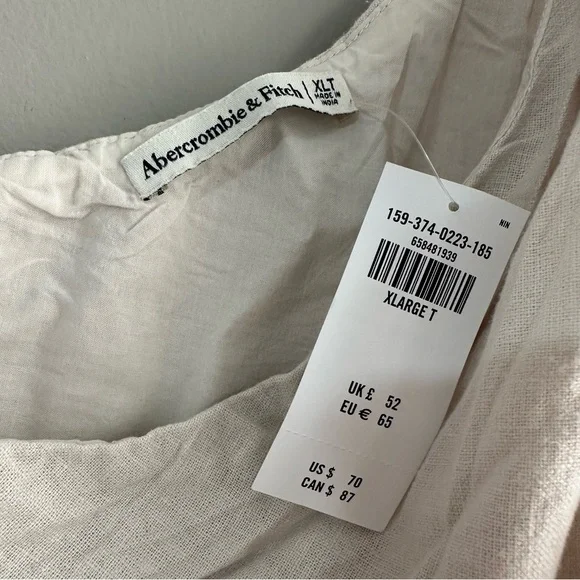 Abercrombie & Fitch
XLT
MADE IN
INDIA
NIN
159-374-0223-185
658481939
XLARGE T
UK £ 52
EU € 65
US $ 70
CAN $ 87